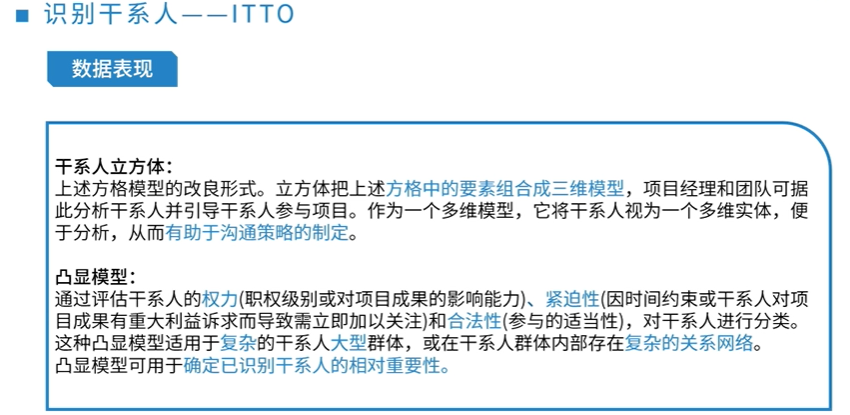 ■ 识别干系人——ITTO
数据表现
干系人立方体：
上述方格模型的改良形式。立方体把上述方格中的要素组合成三维模型，项目经理和团队可据
此分析干系人并引导干系人参与项目。作为一个多维模型，它将干系人视为一个多维实体，便
于分析，从而有助于沟通策略的制定。
凸显模型：
通过评估干系人的权力(职权级别或对项目成果的影响能力)、紧迫性(因时间约束或干系人对项
目成果有重大利益诉求而导致需立即加以关注)和合法性(参与的适当性)，对干系人进行分类。
这种凸显模型适用于复杂的干系人大型群体，或在干系人群体内部存在复杂的关系网络。
凸显模型可用于确定已识别干系人的相对重要性。